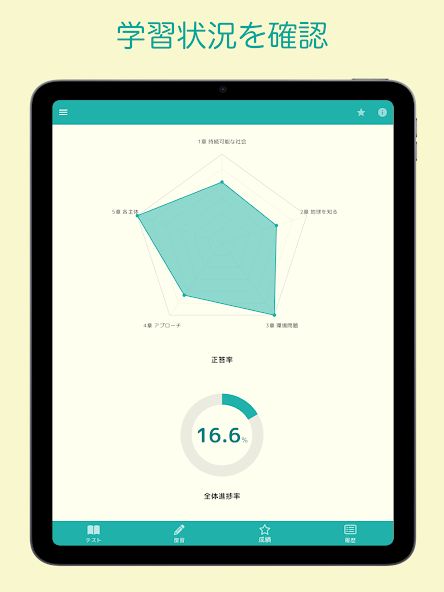 学習状況を確認
1章 持続可能な社会
5章 各主体
2章 地球を知る
4章 アプローチ
3章 環境問題
正答率
16.6%
全体進捗率
テスト
復習
成績
履歴